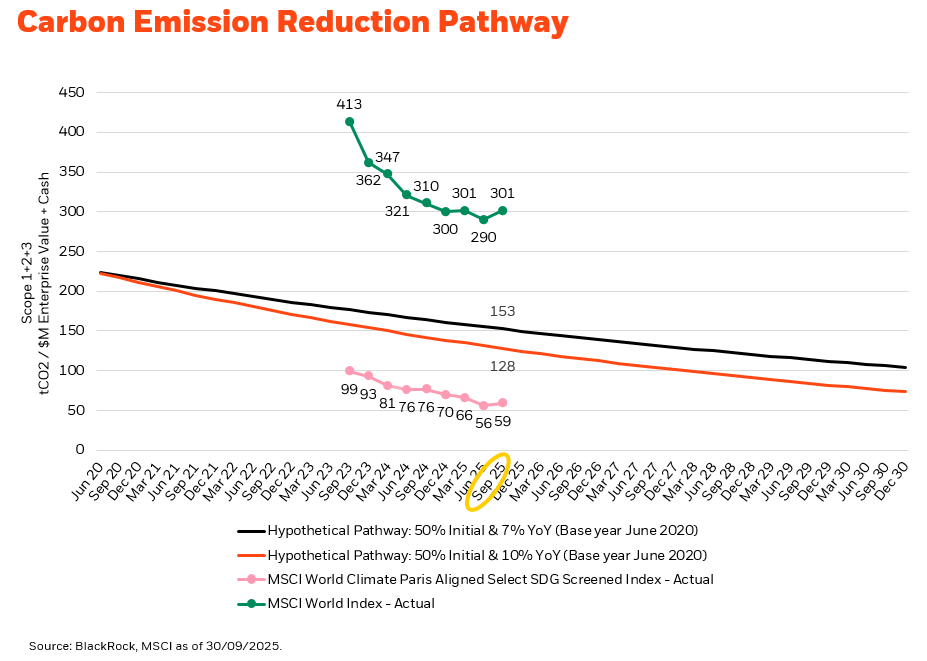 Carbon Emission Reduction Pathway
Scope 1+2+3
tCO2 / $M Enterprise Value + Cash
450
400
350
300
250
200
150
100
50
0
413
362
347
321
310
300
301
290
301
153
128
99
93
81
76
76
70
66
56
59
Jun 20
Sep 20
Dec 20
Mar 21
Jun 21
Sep 21
Dec 21
Mar 22
Jun 22
Sep 22
Dec 22
Mar 23
Jun 23
Sep 23
Dec 23
Mar 24
Jun 24
Sep 24
Dec 24
Mar 25
Jun 25
Sep 25
Dec 25
Mar 26
Jun 26
Sep 26
Dec 26
Mar 27
Jun 27
Sep 27
Dec 27
Mar 28
Jun 28
Sep 28
Dec 28
Mar 29
Jun 29
Sep 29
Dec 29
Mar 30
Jun 30
Sep 30
Dec 30
Hypothetical Pathway: 50% Initial & 7% YoY (Base year June 2020)
Hypothetical Pathway: 50% Initial & 10% YoY (Base year June 2020)
MSCI World Climate Paris Aligned Select SDG Screened Index - Actual
MSCI World Index - Actual
Source: BlackRock, MSCI as of 30/09/2025.